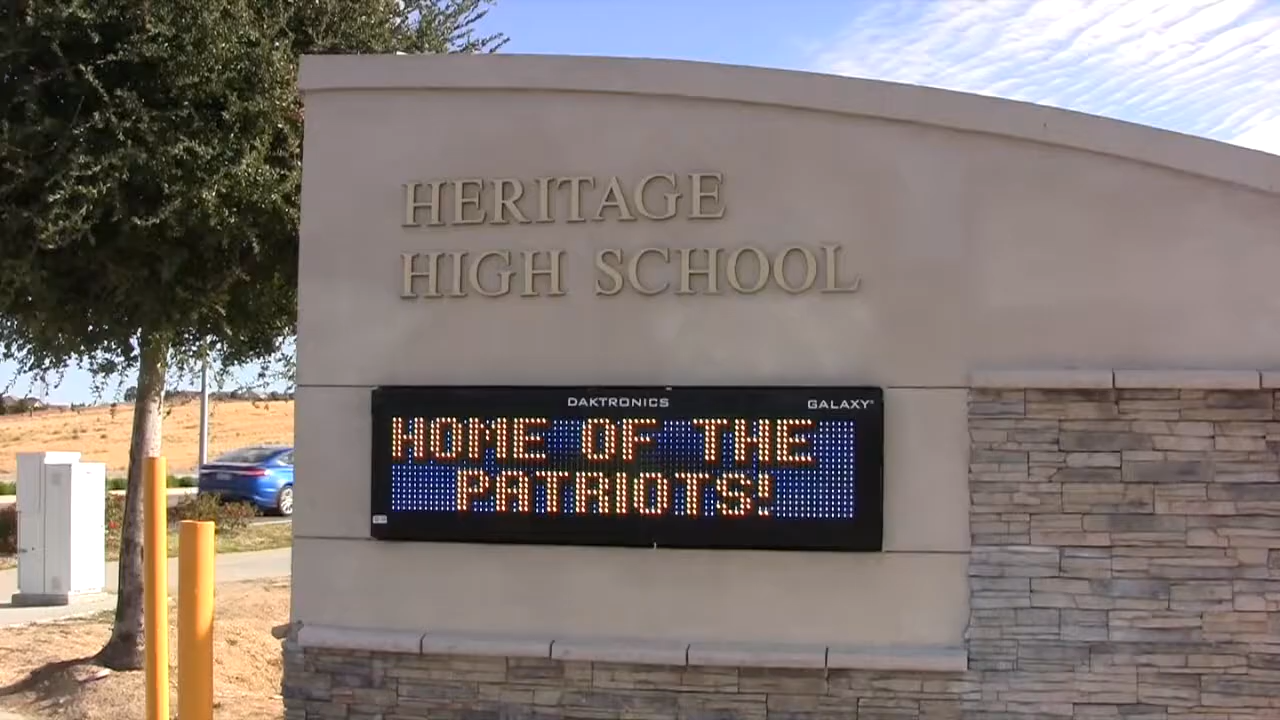 HERITAGE
HIGH SCHOOL
DAKTRONICS GALAXY®
HOME OF THE
PATRIOTS!